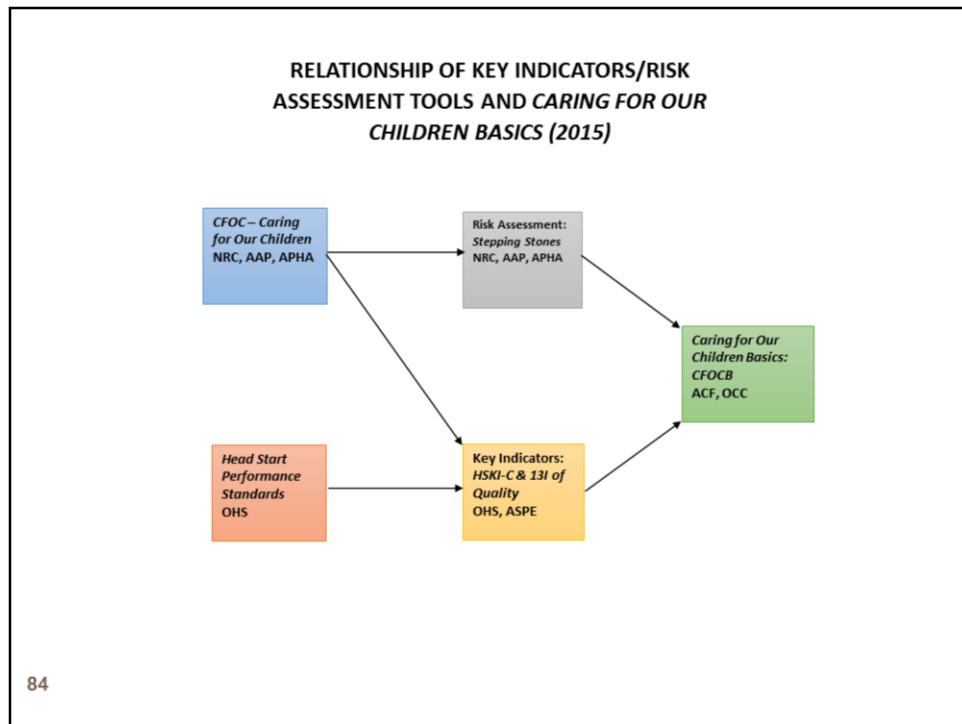 RELATIONSHIP OF KEY INDICATORS/RISK
ASSESSMENT TOOLS AND CARING FOR OUR
CHILDREN BASICS (2015)
CFOC – Caring
for Our Children
NRC, AAP, APHA
Risk Assessment:
Stepping Stones
NRC, AAP, APHA
Caring for Our
Children Basics:
CFOCB
ACF, OCC
Head Start
Performance
Standards
OHS
Key Indicators:
HSKI-C & 13I of
Quality
OHS, ASPE
84